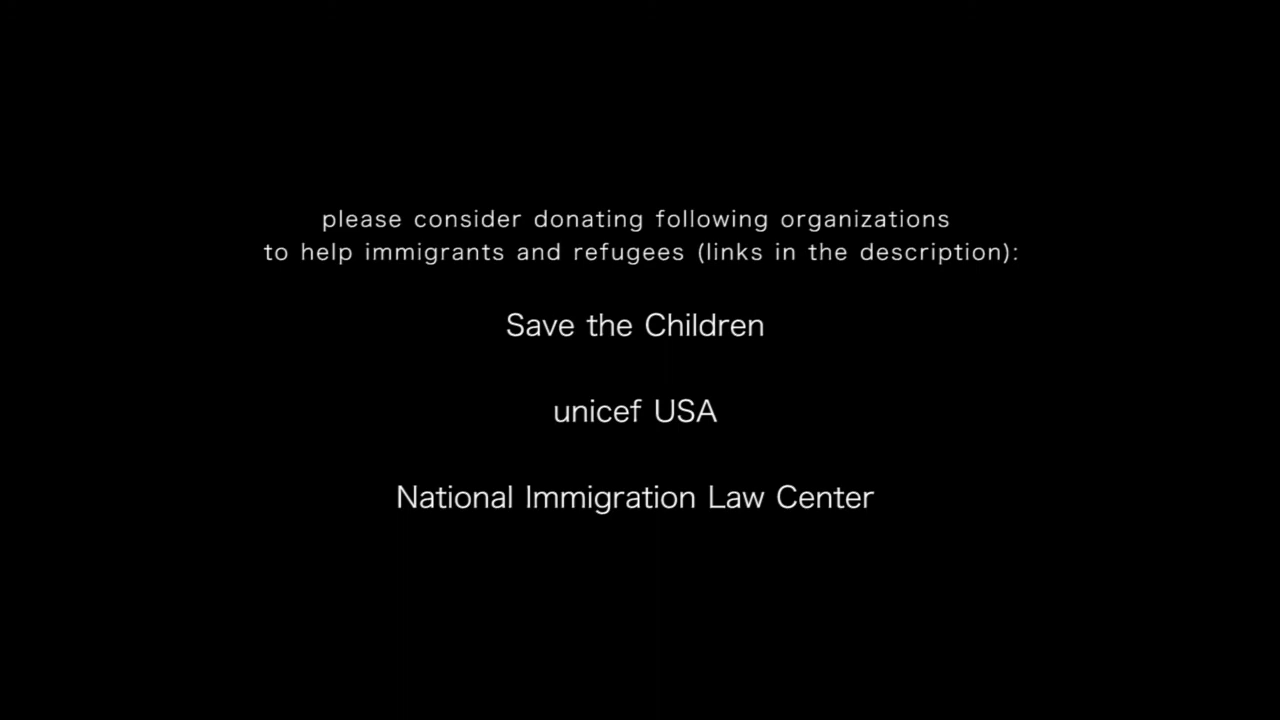 please consider donating following organizations
to help immigrants and refugees (links in the description):
Save the Children
unicef USA
National Immigration Law Center